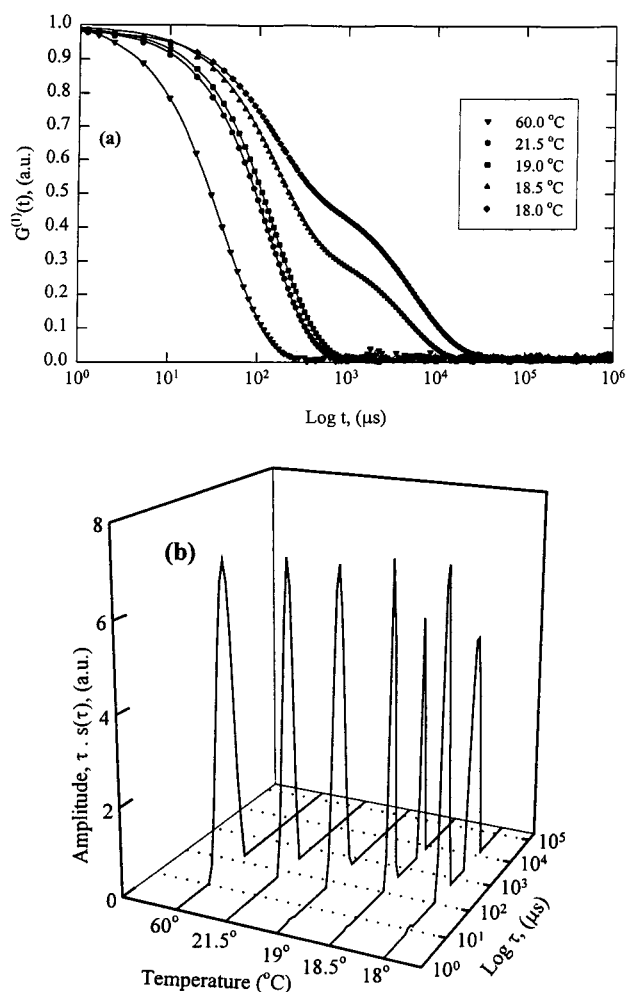 1.0
0.9
0.8
0.7
0.6
0.5
0.4
0.3
0.2
0.1
0.0
G(I)(t), (a.u.)
(a)
60.0 °C
21.5 °C
19.0 °C
18.5 °C
18.0 °C
10⁰ 10¹ 10² 10³ 10⁴ 10⁵ 10⁶
Log t, (μs)
(b)
8
6
4
2
0
Amplitude, τ . s(τ), (a.u.)
60° 21.5° 19° 18.5° 18°
Temperature (°C)
10⁰ 10¹ 10² 10³ 10⁴ 10⁵
Log τ, (μs)